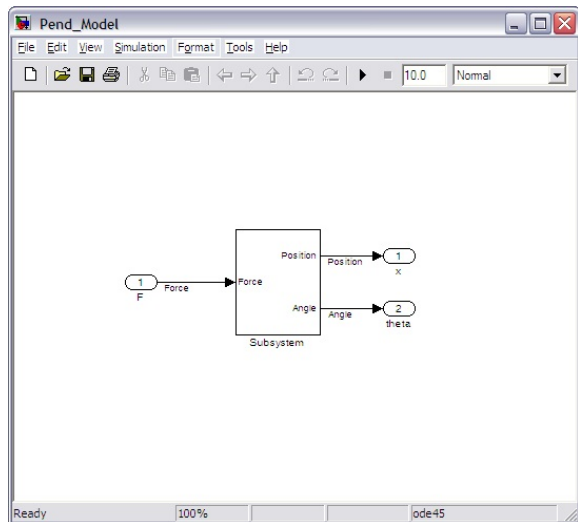 Pend_Model
File Edit View Simulation Format Tools Help
10.0 Normal
Position Position 1
x
1 Force Force
F
Angle Angle 2
theta
Subsystem
Ready 100% ode45